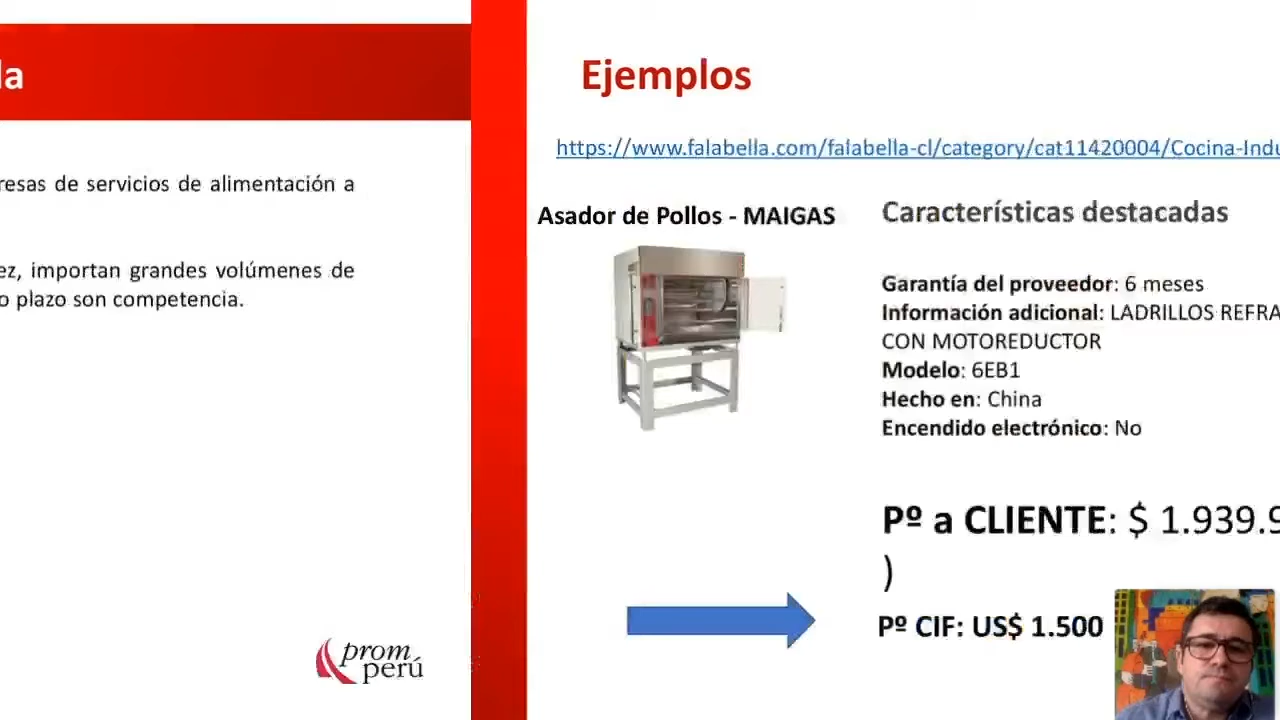 la
resas de servicios de alimentación a
ez, importan grandes volúmenes de
o plazo son competencia.
prom
perú
Ejemplos
https://www.falabella.com/falabella-cl/category/cat11420004/Cocina-Indu
Asador de Pollos - MAIGAS
Características destacadas
Garantía del proveedor: 6 meses
Información adicional: LADRILLOS REFRA
CON MOTOREDUCTOR
Modelo: 6EB1
Hecho en: China
Encendido electrónico: No
Pº a CLIENTE: $ 1.939.9
)
Pº CIF: US$ 1.500